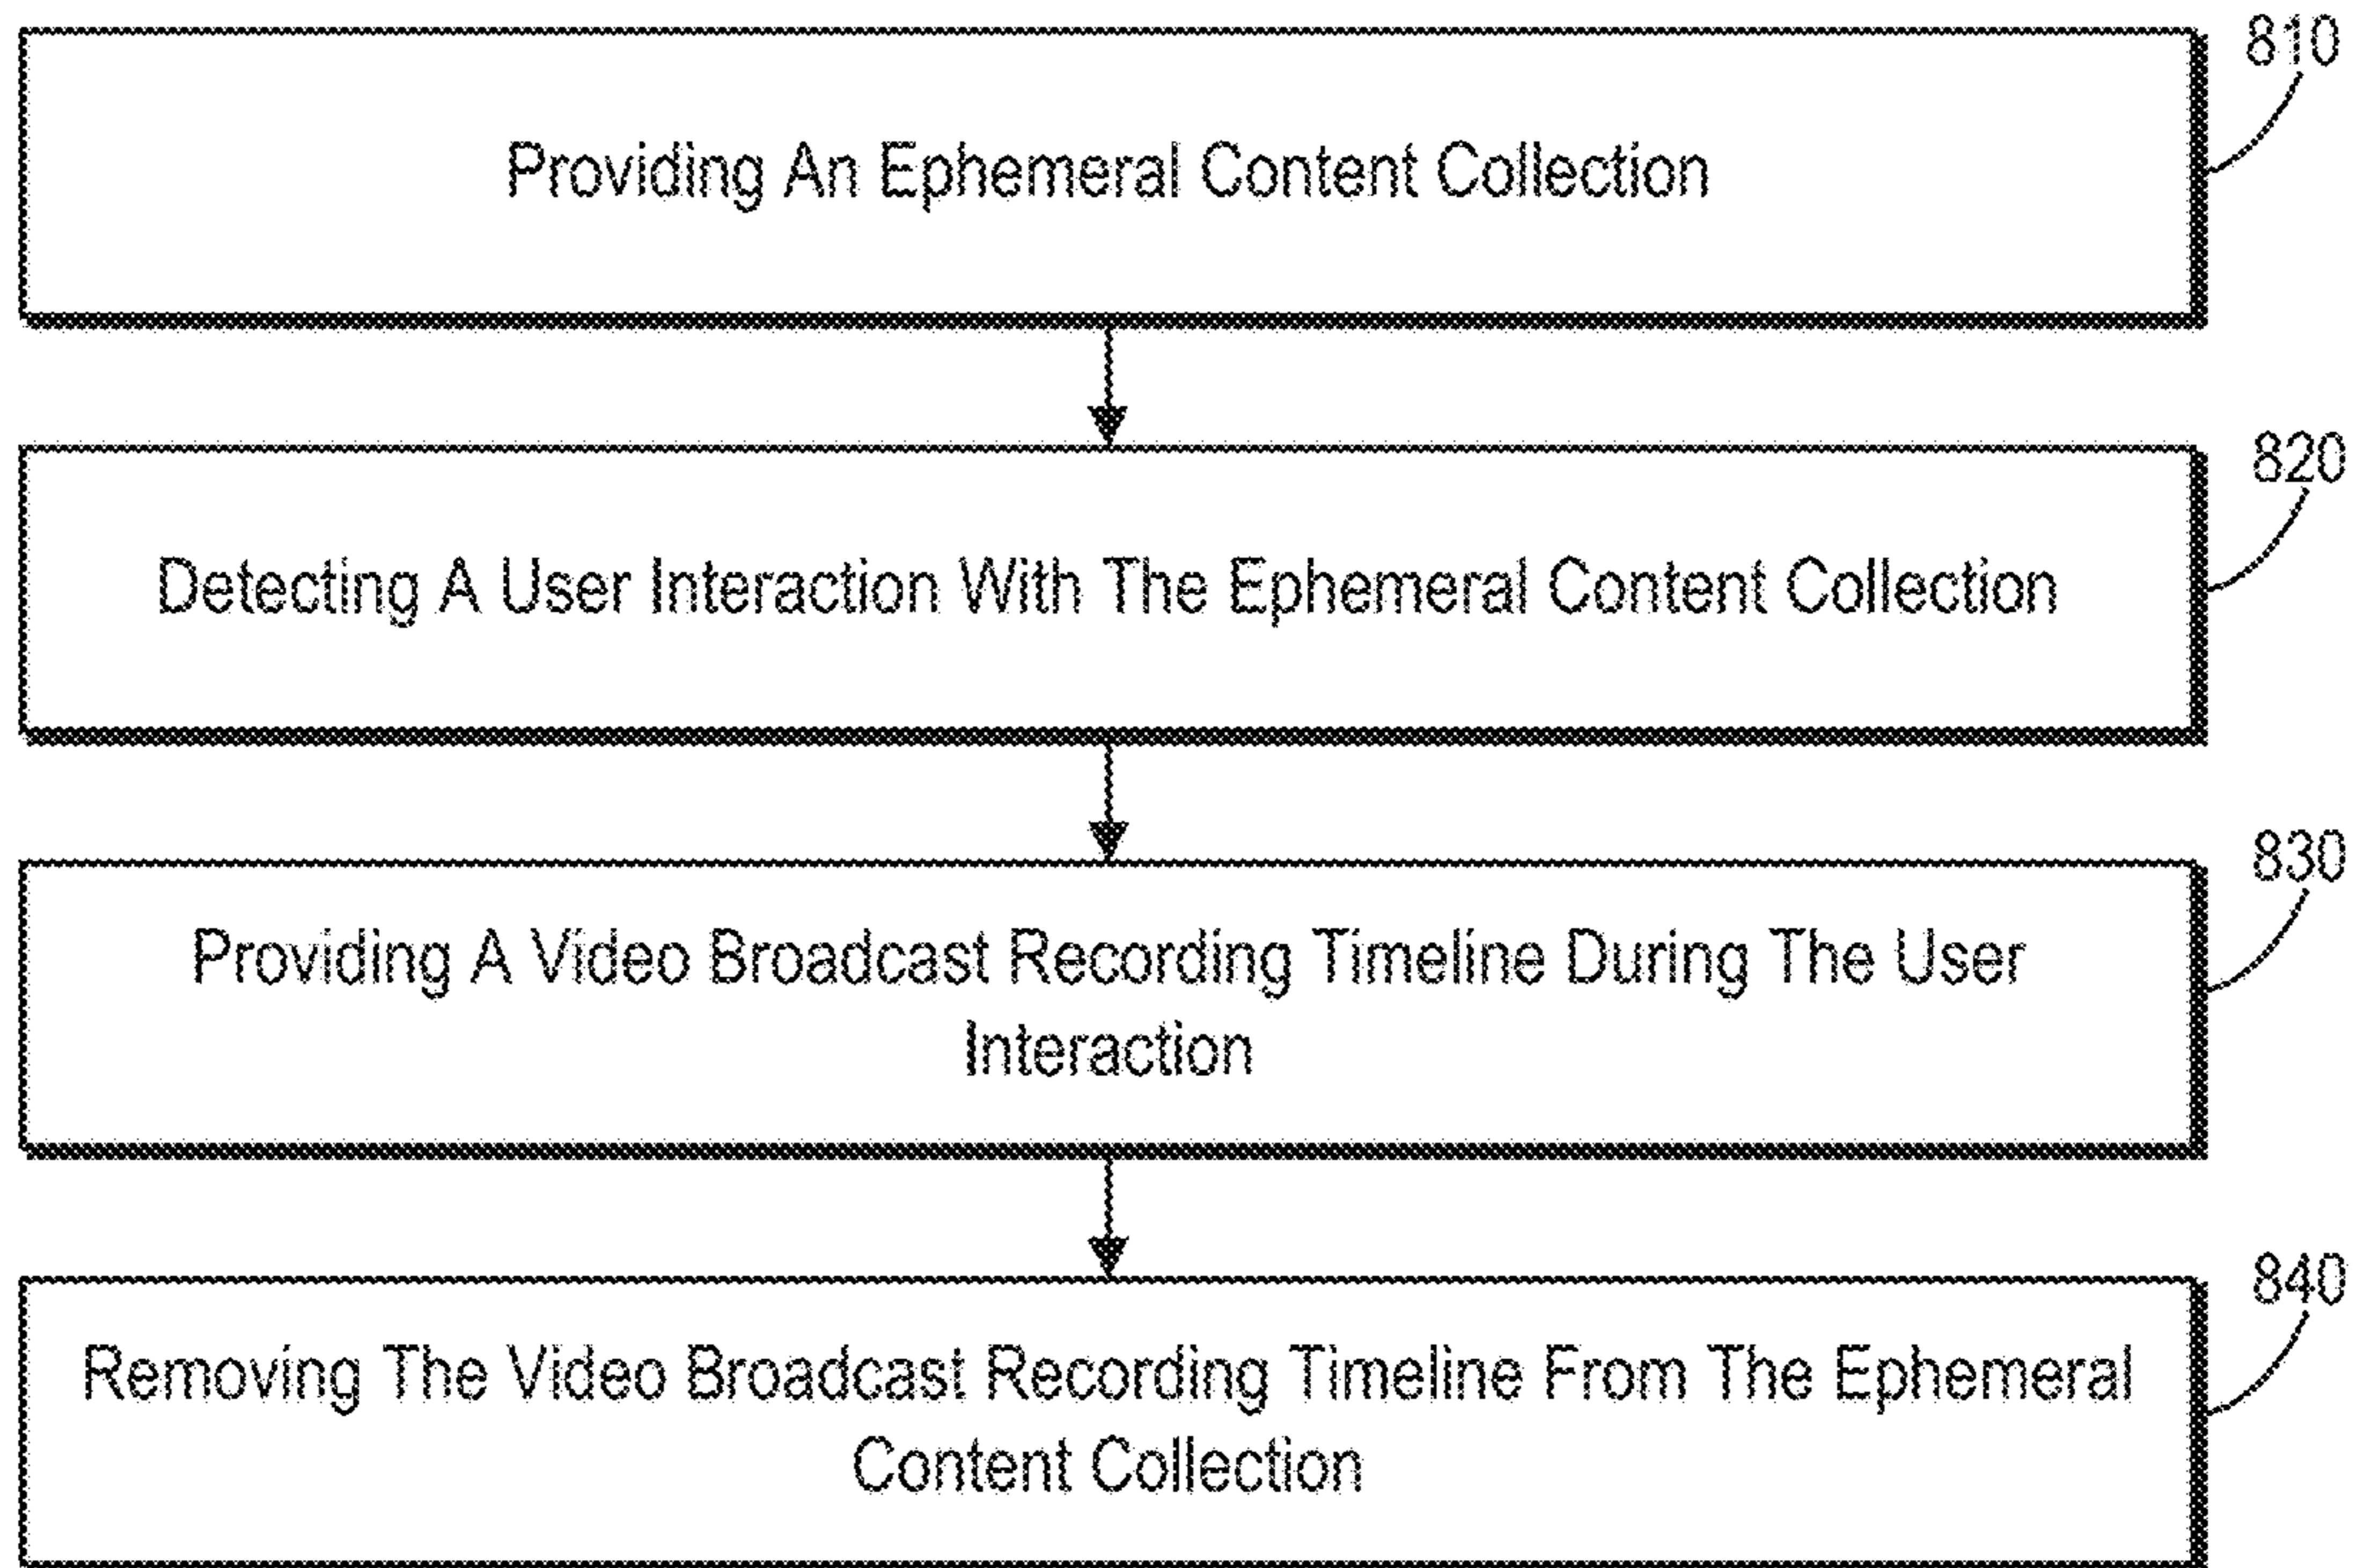 810
Providing An Ephemeral Content Collection
820
Detecting A User Interaction With The Ephemeral Content Collection
830
Providing A Video Broadcast Recording Timeline During The User
Interaction
840
Removing The Video Broadcast Recording Timeline From The Ephemeral
Content Collection